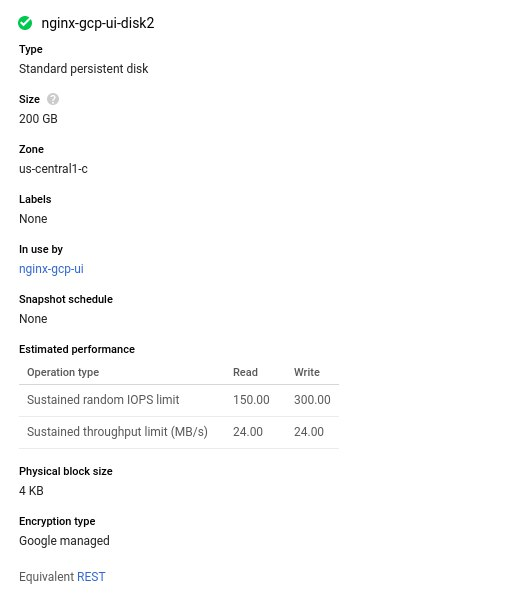 nginx-gcp-ui-disk2
Type
Standard persistent disk
Size ?
200 GB
Zone
us-central1-c
Labels
None
In use by
nginx-gcp-ui
Snapshot schedule
None
Estimated performance
Operation type Read Write
Sustained random IOPS limit 150.00 300.00
Sustained throughput limit (MB/s) 24.00 24.00
Physical block size
4 KB
Encryption type
Google managed
Equivalent REST